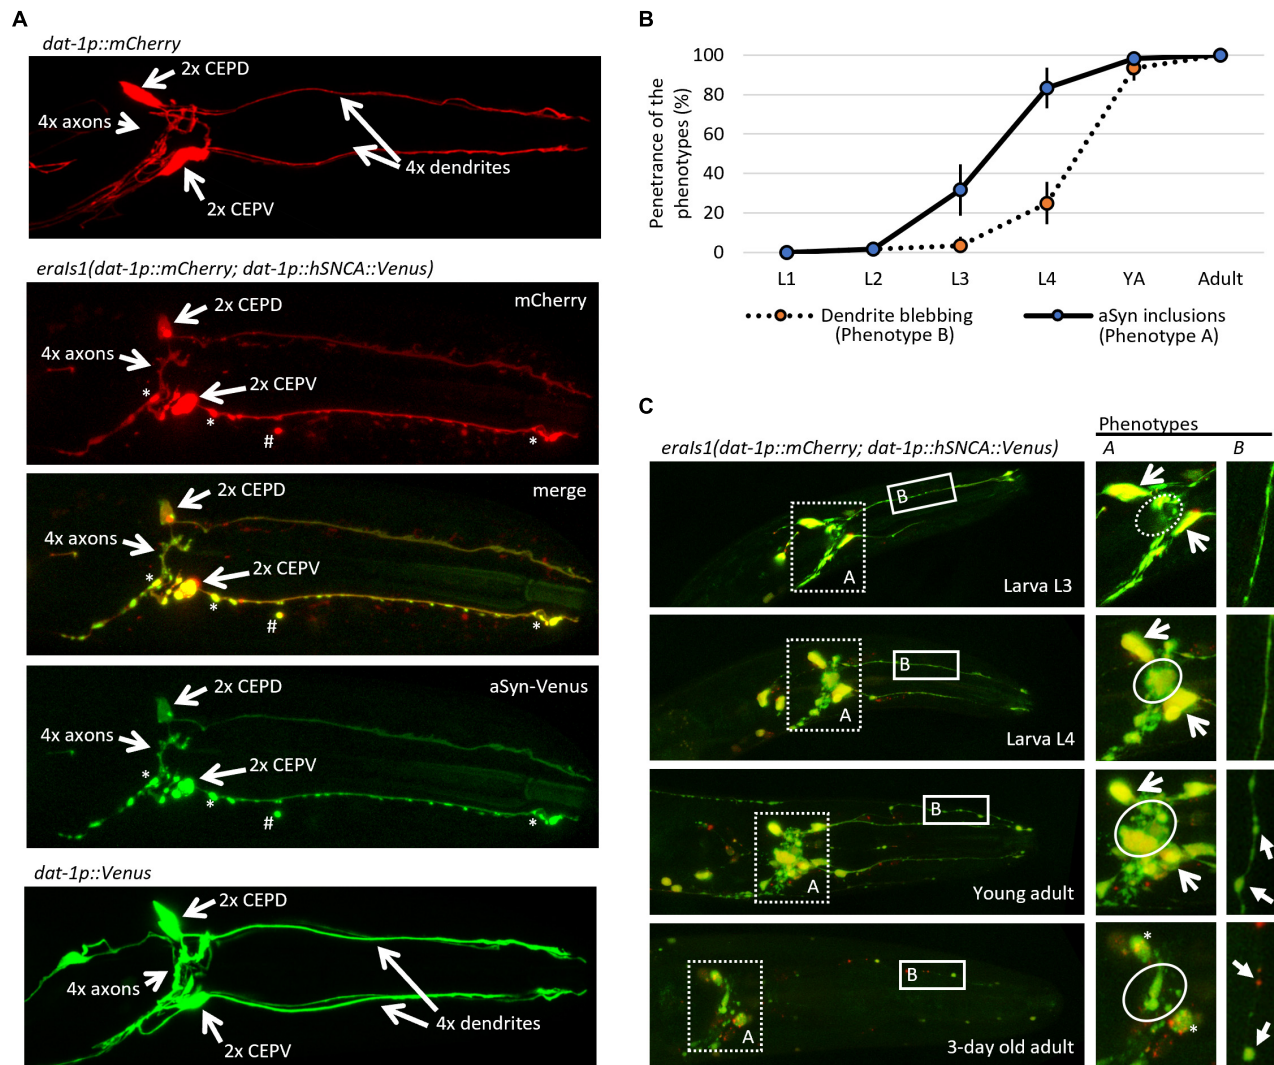 A
dat-1p::mCherry
2x CEPD
4x axons
4x dendrites
2x CEPV
eraIs1(dat-1p::mCherry; dat-1p::hSNCA::Venus)
mCherry
2x CEPD
4x axons
2x CEPV
*
*
#
*
merge
2x CEPD
4x axons
2x CEPV
*
*
#
*
aSyn-Venus
2x CEPD
4x axons
2x CEPV
*
*
#
*
dat-1p::Venus
2x CEPD
4x axons
4x dendrites
2x CEPV
B
Penetrance of the
phenotypes (%)
100
80
60
40
20
0
L1 L2 L3 L4 YA Adult
Dendrite blebbing
(Phenotype B)
aSyn inclusions
(Phenotype A)
C
Phenotypes
eraIs1(dat-1p::mCherry; dat-1p::hSNCA::Venus) A B
B
A
Larva L3
B
A
Larva L4
B
A
Young adult
B
A
3-day old adult
*
*